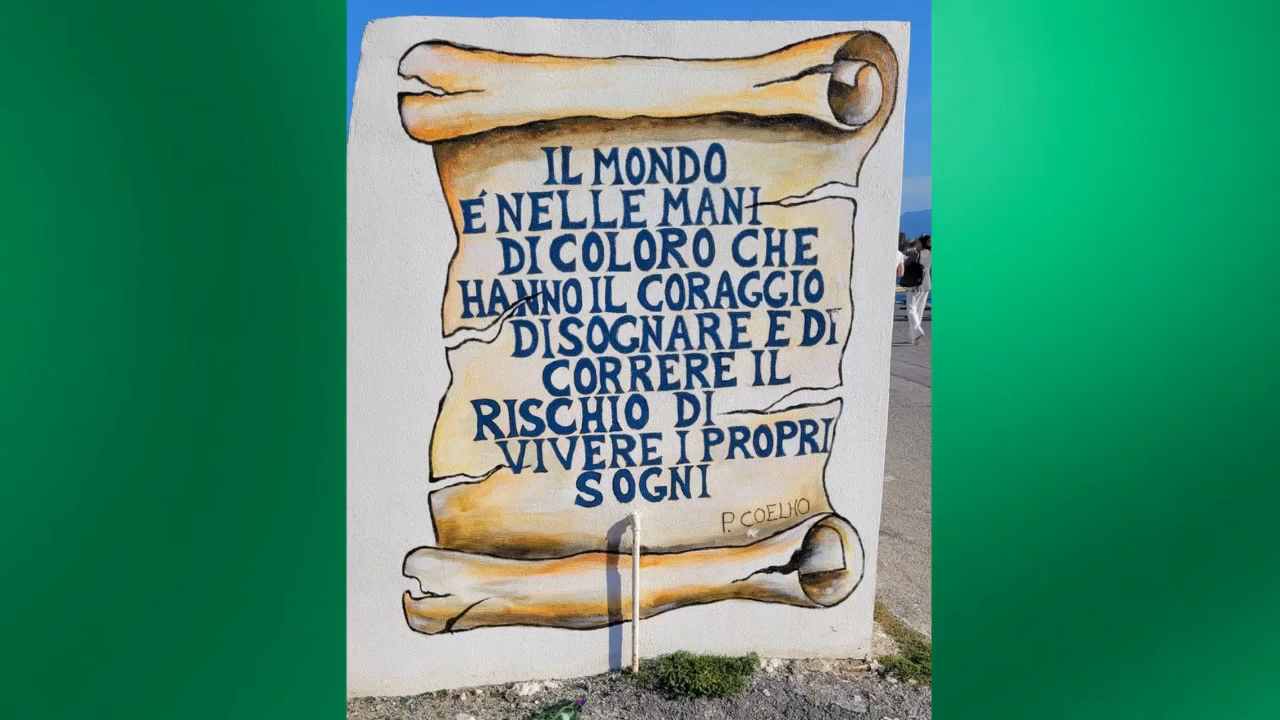 IL MONDO
É NELLE MANI
DI COLORO CHE
HANNO IL CORAGGIO
DI SOGNARE E DI
CORRERE IL
RISCHIO DI
VIVERE I PROPRI
SOGNI
P. COELHO